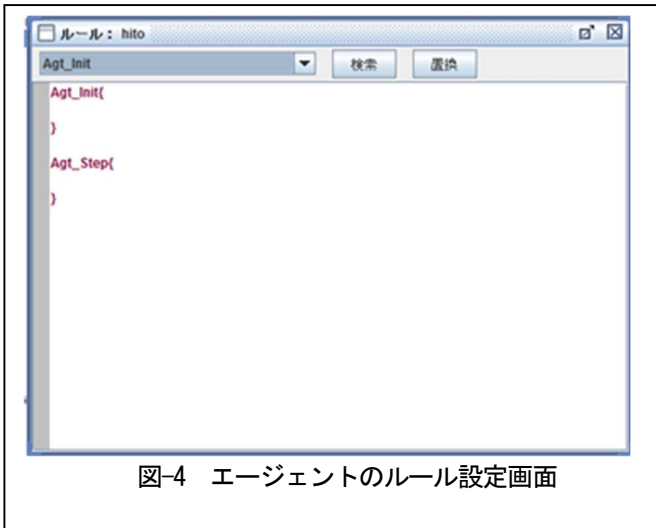 ルール： hito
Agt_Init
検索
置換
Agt_Init{
}
Agt_Step{
}
図-4　エージェントのルール設定画面